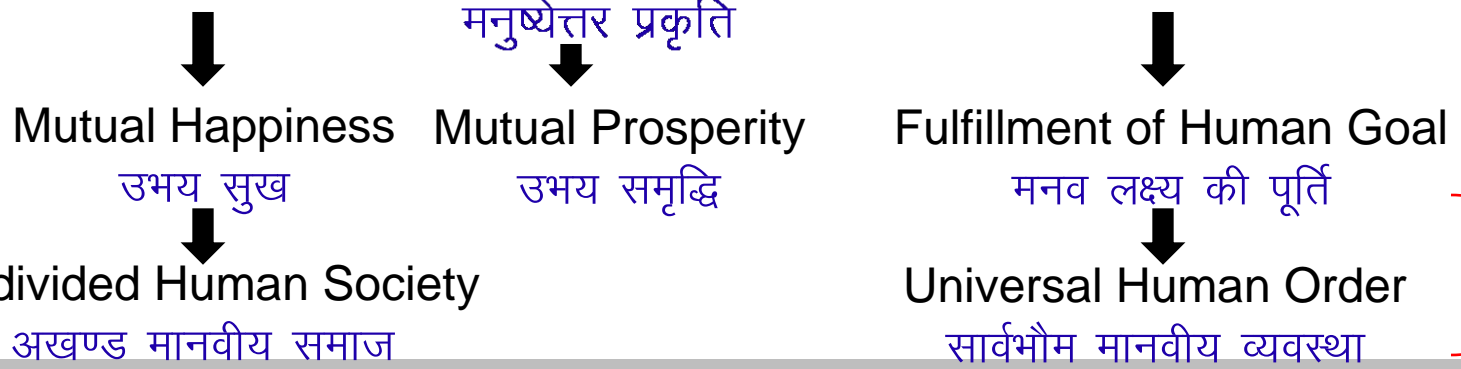 मनुष्येत्तर प्रकृति
Mutual Happiness Mutual Prosperity Fulfillment of Human Goal
उभय सुख उभय समृद्धि मनव लक्ष्य की पूर्ति
divided Human Society Universal Human Order
अखण्ड मानवीय समाज सार्वभौम मानवीय व्यवस्था